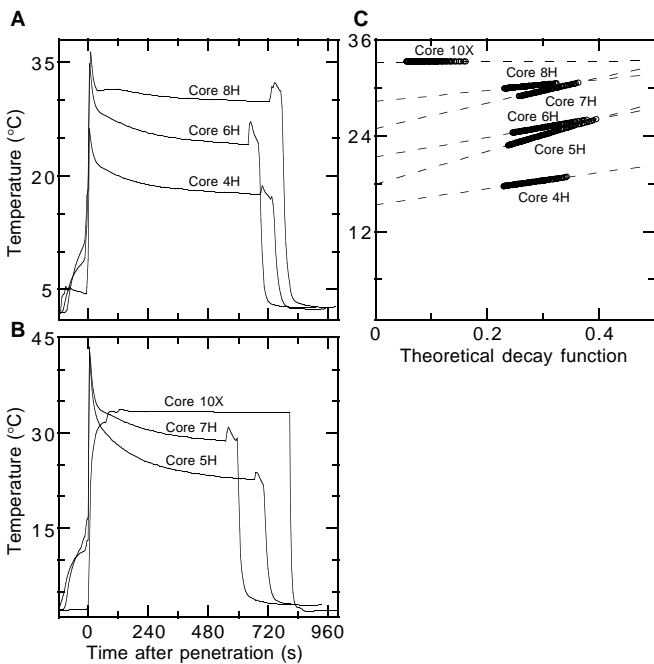 A
35
20
5
Temperature (°C)
Core 8H
Core 6H
Core 4H
B
45
30
15
Temperature (°C)
Core 10X
Core 7H
Core 5H
0 240 480 720 960
Time after penetration (s)
C
36
24
12
Core 10X
Core 8H
Core 7H
Core 6H
Core 5H
Core 4H
0 0.2 0.4
Theoretical decay function